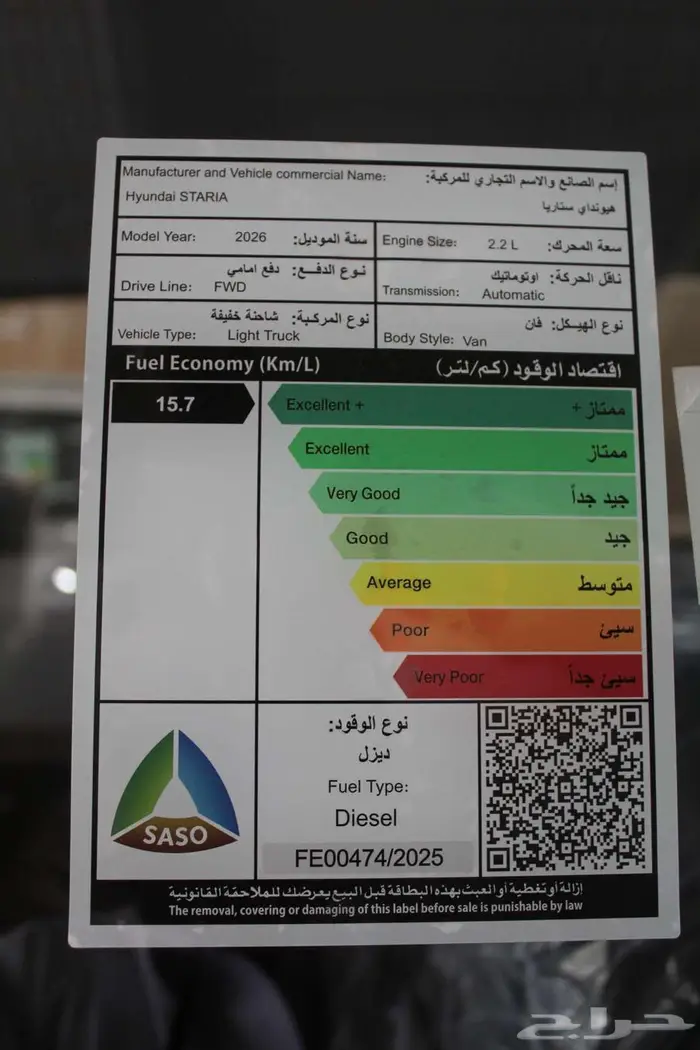 Manufacturer and Vehicle commercial Name: إسم الصانع والاسم التجاري للمركبة:
Hyundai STARIA هيونداي ستاريا
Model Year: 2026 سنة الموديل:
Engine Size: 2.2 L سعة المحرك:
نوع الدفع: دفع امامي
Drive Line: FWD
ناقل الحركة: اوتوماتيك
Transmission: Automatic
نوع المركبة: شاحنة خفيفة
Vehicle Type: Light Truck
نوع الهيكل: فان
Body Style: Van
Fuel Economy (Km/L) اقتصاد الوقود (كم/لتر)
15.7
Excellent + ممتاز +
Excellent ممتاز
Very Good جيد جداً
Good جيد
Average متوسط
Poor سيئ
Very Poor سيئ جداً
SASO
نوع الوقود:
ديزل
Fuel Type:
Diesel
FE00474/2025
إزالة أو تغطية أو العبث بهذه البطاقة قبل البيع يعرضك للملاحقة القانونية
The removal, covering or damaging of this label before sale is punishable by law
حراج